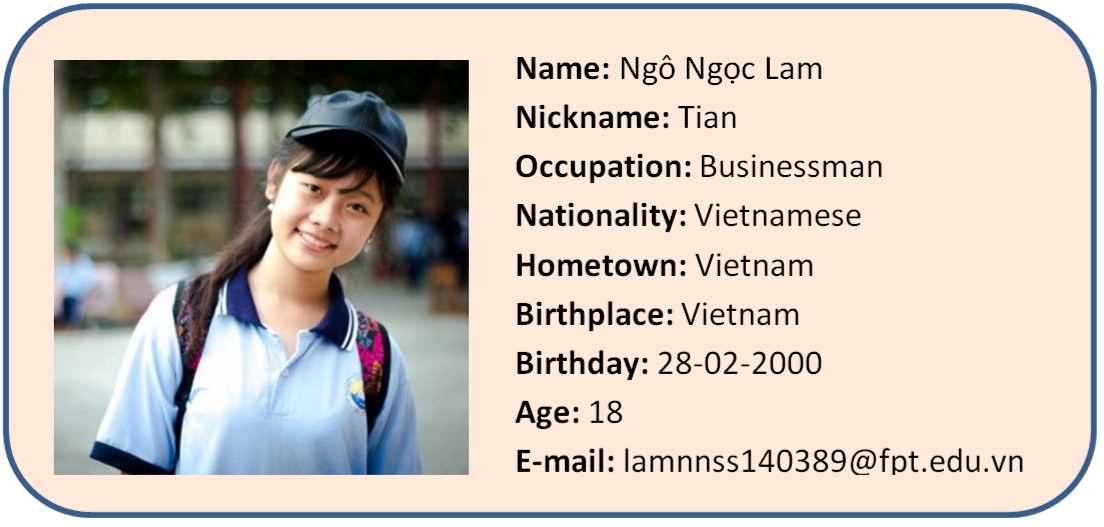 Name: Ngô Ngọc Lam
Nickname: Tian
Occupation: Businessman
Nationality: Vietnamese
Hometown: Vietnam
Birthplace: Vietnam
Birthday: 28-02-2000
Age: 18
E-mail: lamnnss140389@fpt.edu.vn